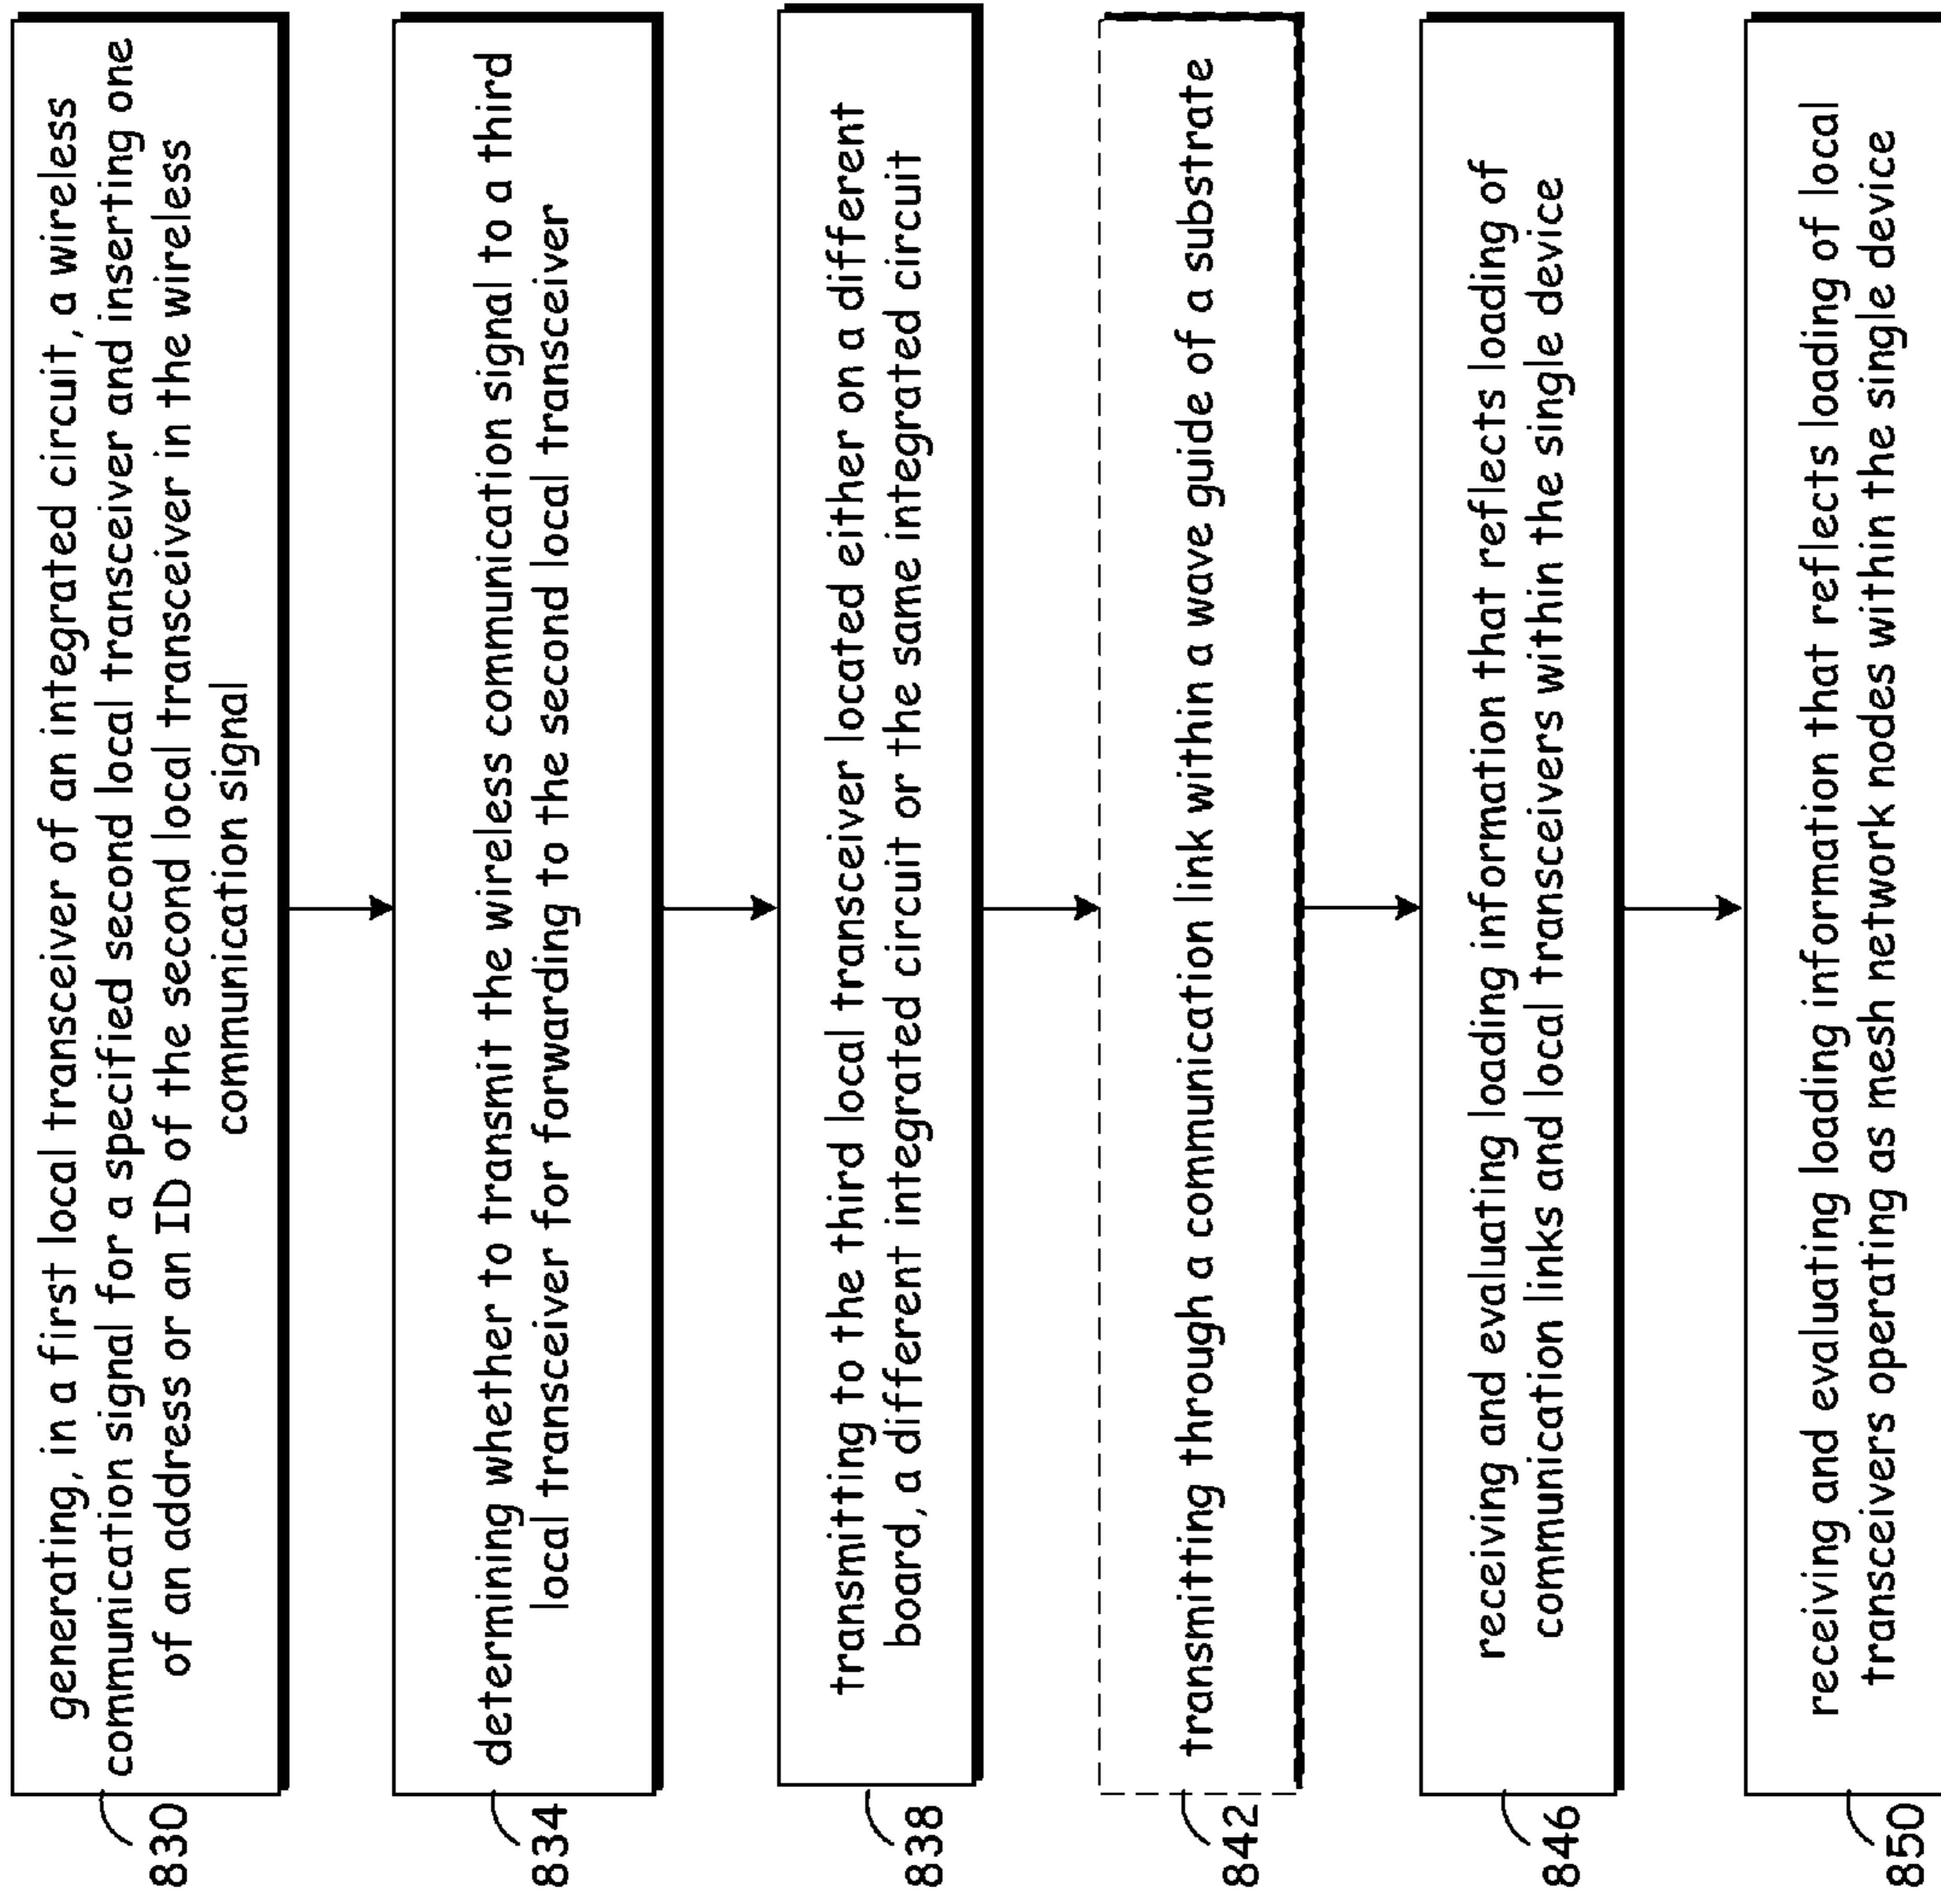 generating, in a first local transceiver of an integrated circuit, a wireless
communication signal for a specified second local transceiver and inserting one
of an address or an ID of the second local transceiver in the wireless
communication signal
830
determining whether to transmit the wireless communication signal to a third
local transceiver for forwarding to the second local transceiver
834
transmitting to the third local transceiver located either on a different
board, a different integrated circuit or the same integrated circuit
838
transmitting through a communication link within a wave guide of a substrate
842
receiving and evaluating loading information that reflects loading of
communication links and local transceivers within the single device
846
receiving and evaluating loading information that reflects loading of local
transceivers operating as mesh network nodes within the single device
850